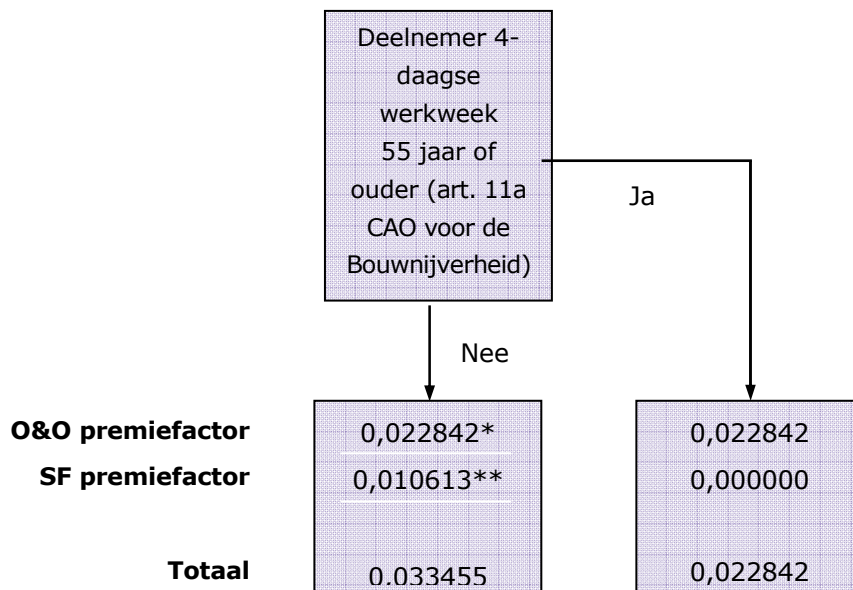 Deelnemer 4-
daagse
werkweek
55 jaar of
ouder (art. 11a
CAO voor de
Bouwnijverheid)
Ja
Nee
O&O premiefactor 0,022842* 0,022842
SF premiefactor 0,010613** 0,000000
Totaal 0,033455 0,022842